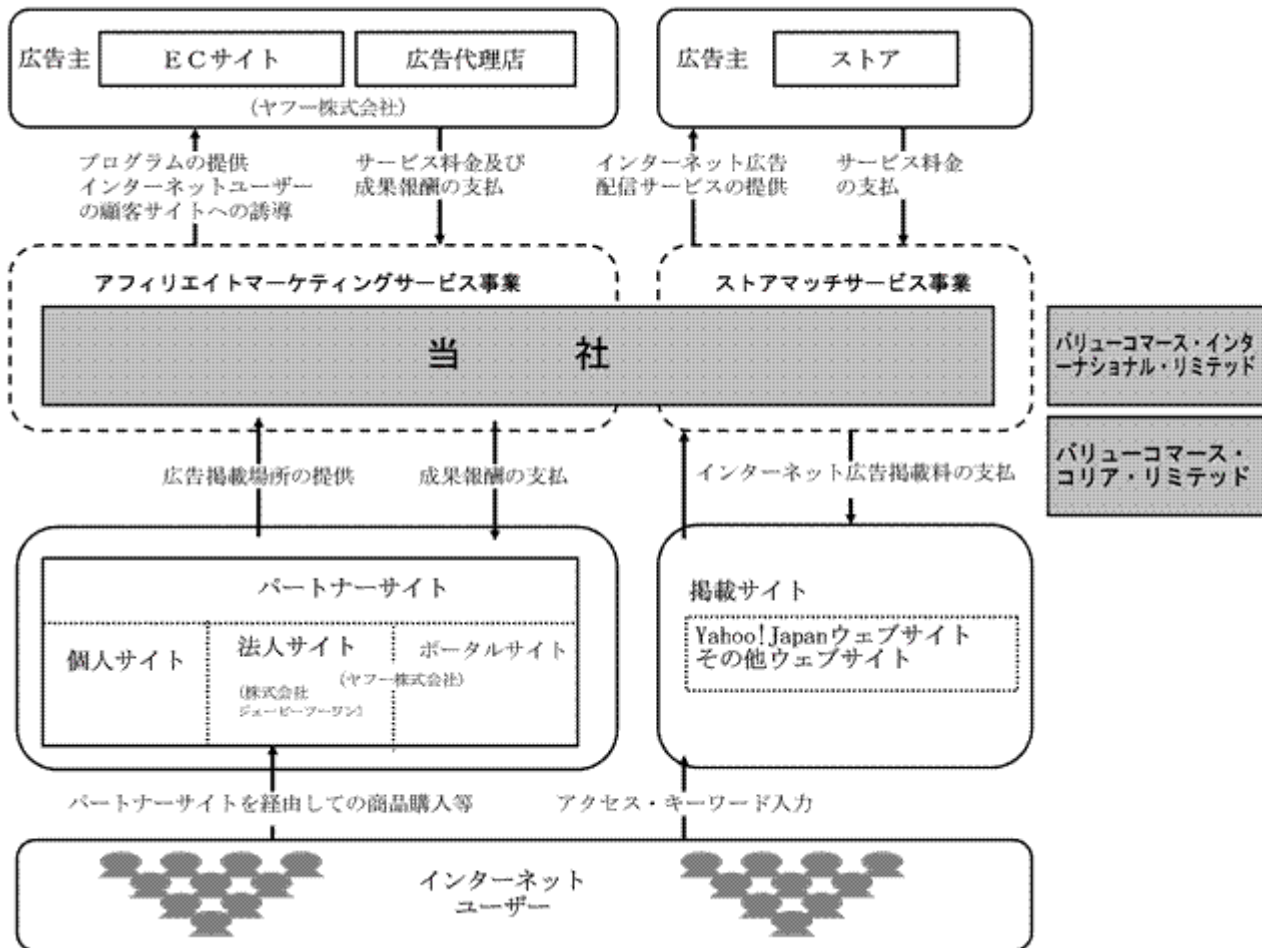 広告主
ECサイト
広告代理店
(ヤフー株式会社)
広告主
ストア
プログラムの提供
インターネットユーザー
の顧客サイトへの誘導
サービス料金及び
成果報酬の支払
インターネット広告
配信サービスの提供
サービス料金
の支払
アフィリエイトマーケティングサービス事業
ストアマッチサービス事業
当社
バリューコマース・インタ
ーナショナル・リミテッド
バリューコマース・
コリア・リミテッド
広告掲載場所の提供
成果報酬の支払
インターネット広告掲載料の支払
パートナーサイト
個人サイト
法人サイト
ポータルサイト
(ヤフー株式会社)
(株式会社
掲載サイト
Yahoo!Japanウェブサイト
その他ウェブサイト
パートナーサイトを経由しての商品購入等
アクセス・キーワード入力
インターネット
ユーザー